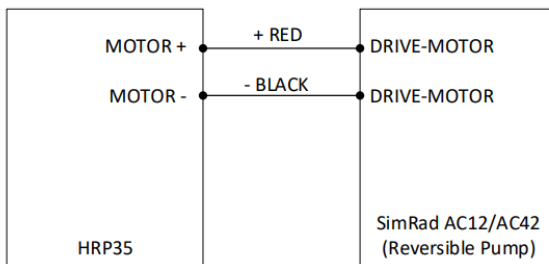 MOTOR +
+ RED
DRIVE-MOTOR
MOTOR -
- BLACK
DRIVE-MOTOR
HRP35
SimRad AC12/AC42
(Reversible Pump)